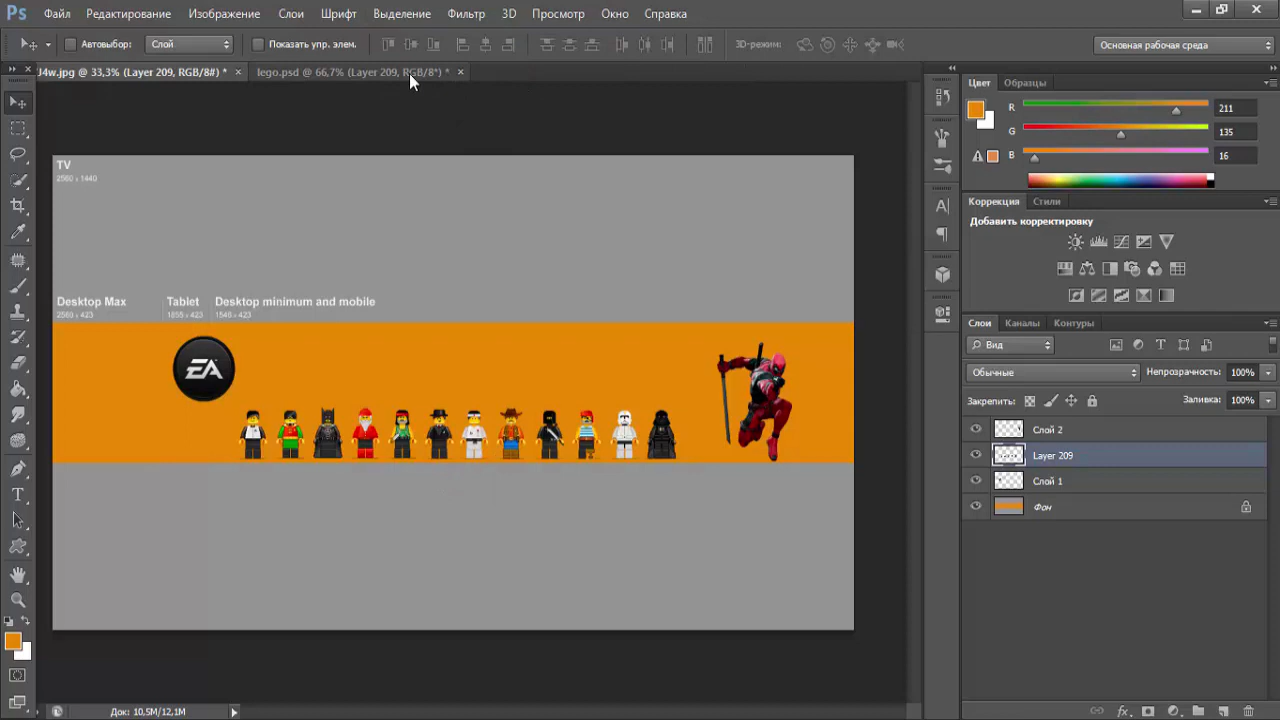 Ps Файл Редактирование Изображение Слои Шрифт Выделение Фильтр 3D Просмотр Окно Справка
Автовыбор: Слой Показать упр. элем. 3D-режим: Основная рабочая среда
J4w.jpg @ 33,3% (Layer 209, RGB/8#) * × lego.psd @ 66,7% (Layer 209, RGB/8*) * ×
Цвет Образцы
R 211
G 135
B 16
Коррекция Стили
Добавить корректировку
Слои Каналы Контуры
Вид
Обычные Непрозрачность: 100%
Закрепить: Заливка: 100%
Слой 2
Layer 209
Слой 1
Фон
TV
2560 x 1440
Desktop Max Tablet Desktop minimum and mobile
2560 x 423 1855 x 423 1546 x 423
EA
Док: 10,5M/12,1M